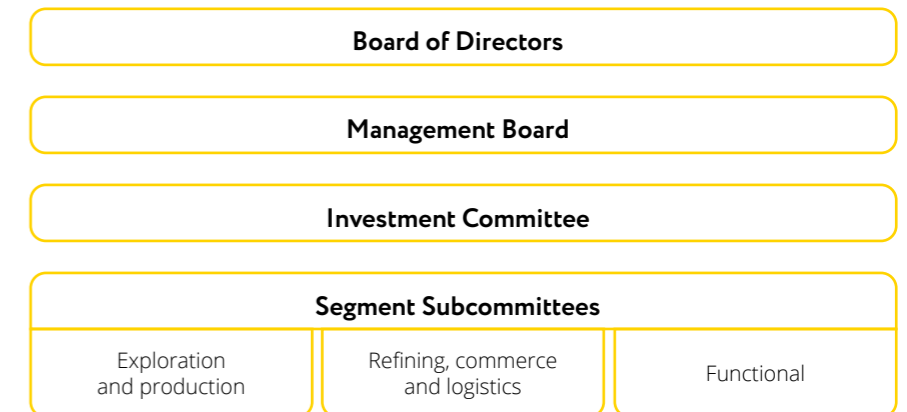 Board of Directors
Management Board
Investment Committee
Segment Subcommittees
Exploration
and production
Refining, commerce
and logistics
Functional